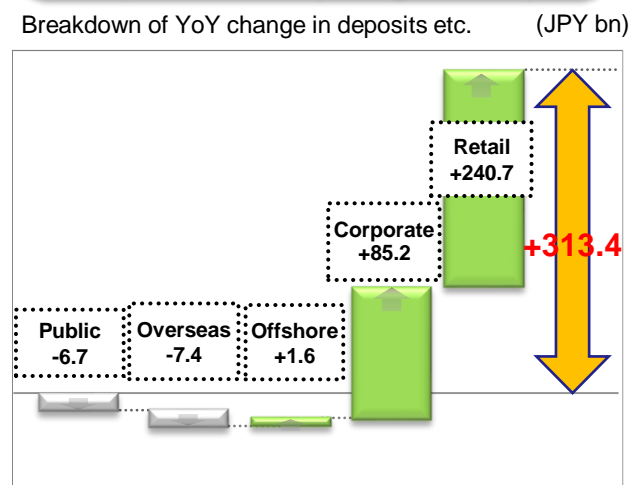 Breakdown of YoY change in deposits etc. (JPY bn)
Retail
+240.7
Corporate
+85.2
+313.4
Public
-6.7
Overseas
-7.4
Offshore
+1.6